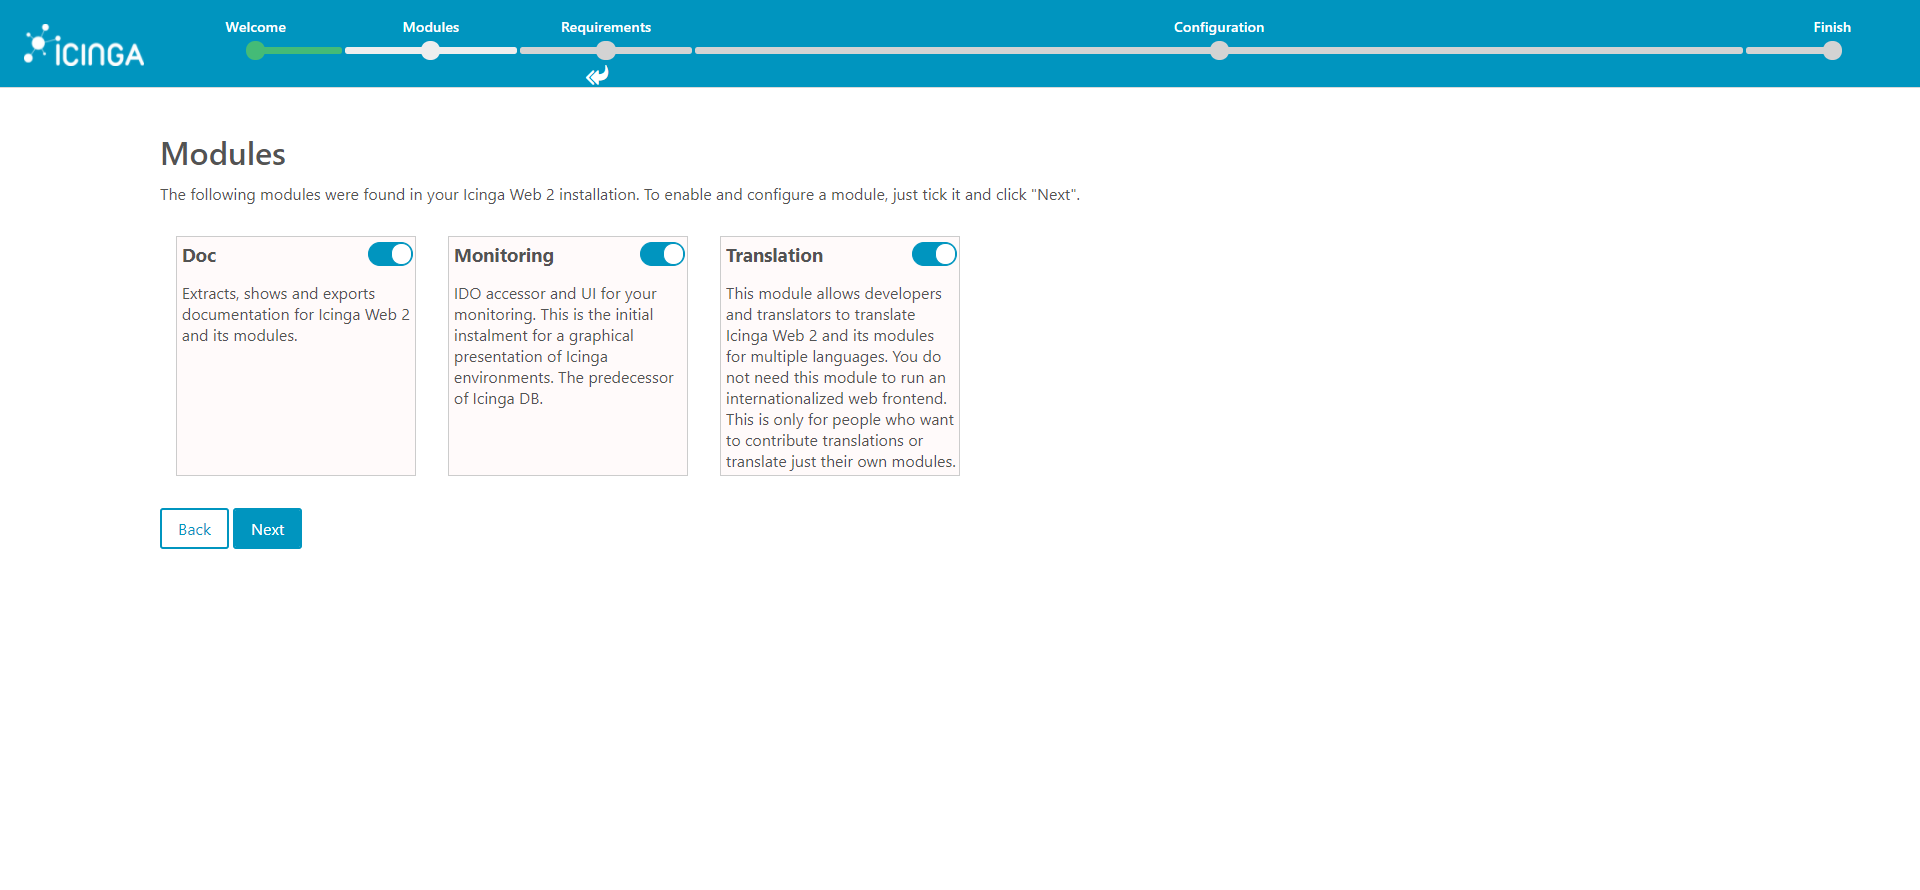 ICINGA
Welcome
Modules
Requirements
Configuration
Finish
Modules
The following modules were found in your Icinga Web 2 installation. To enable and configure a module, just tick it and click "Next".
Doc
Extracts, shows and exports
documentation for Icinga Web 2
and its modules.
Monitoring
IDO accessor and UI for your
monitoring. This is the initial
instalment for a graphical
presentation of Icinga
environments. The predecessor
of Icinga DB.
Translation
This module allows developers
and translators to translate
Icinga Web 2 and its modules
for multiple languages. You do
not need this module to run an
internationalized web frontend.
This is only for people who want
to contribute translations or
translate just their own modules.
Back
Next